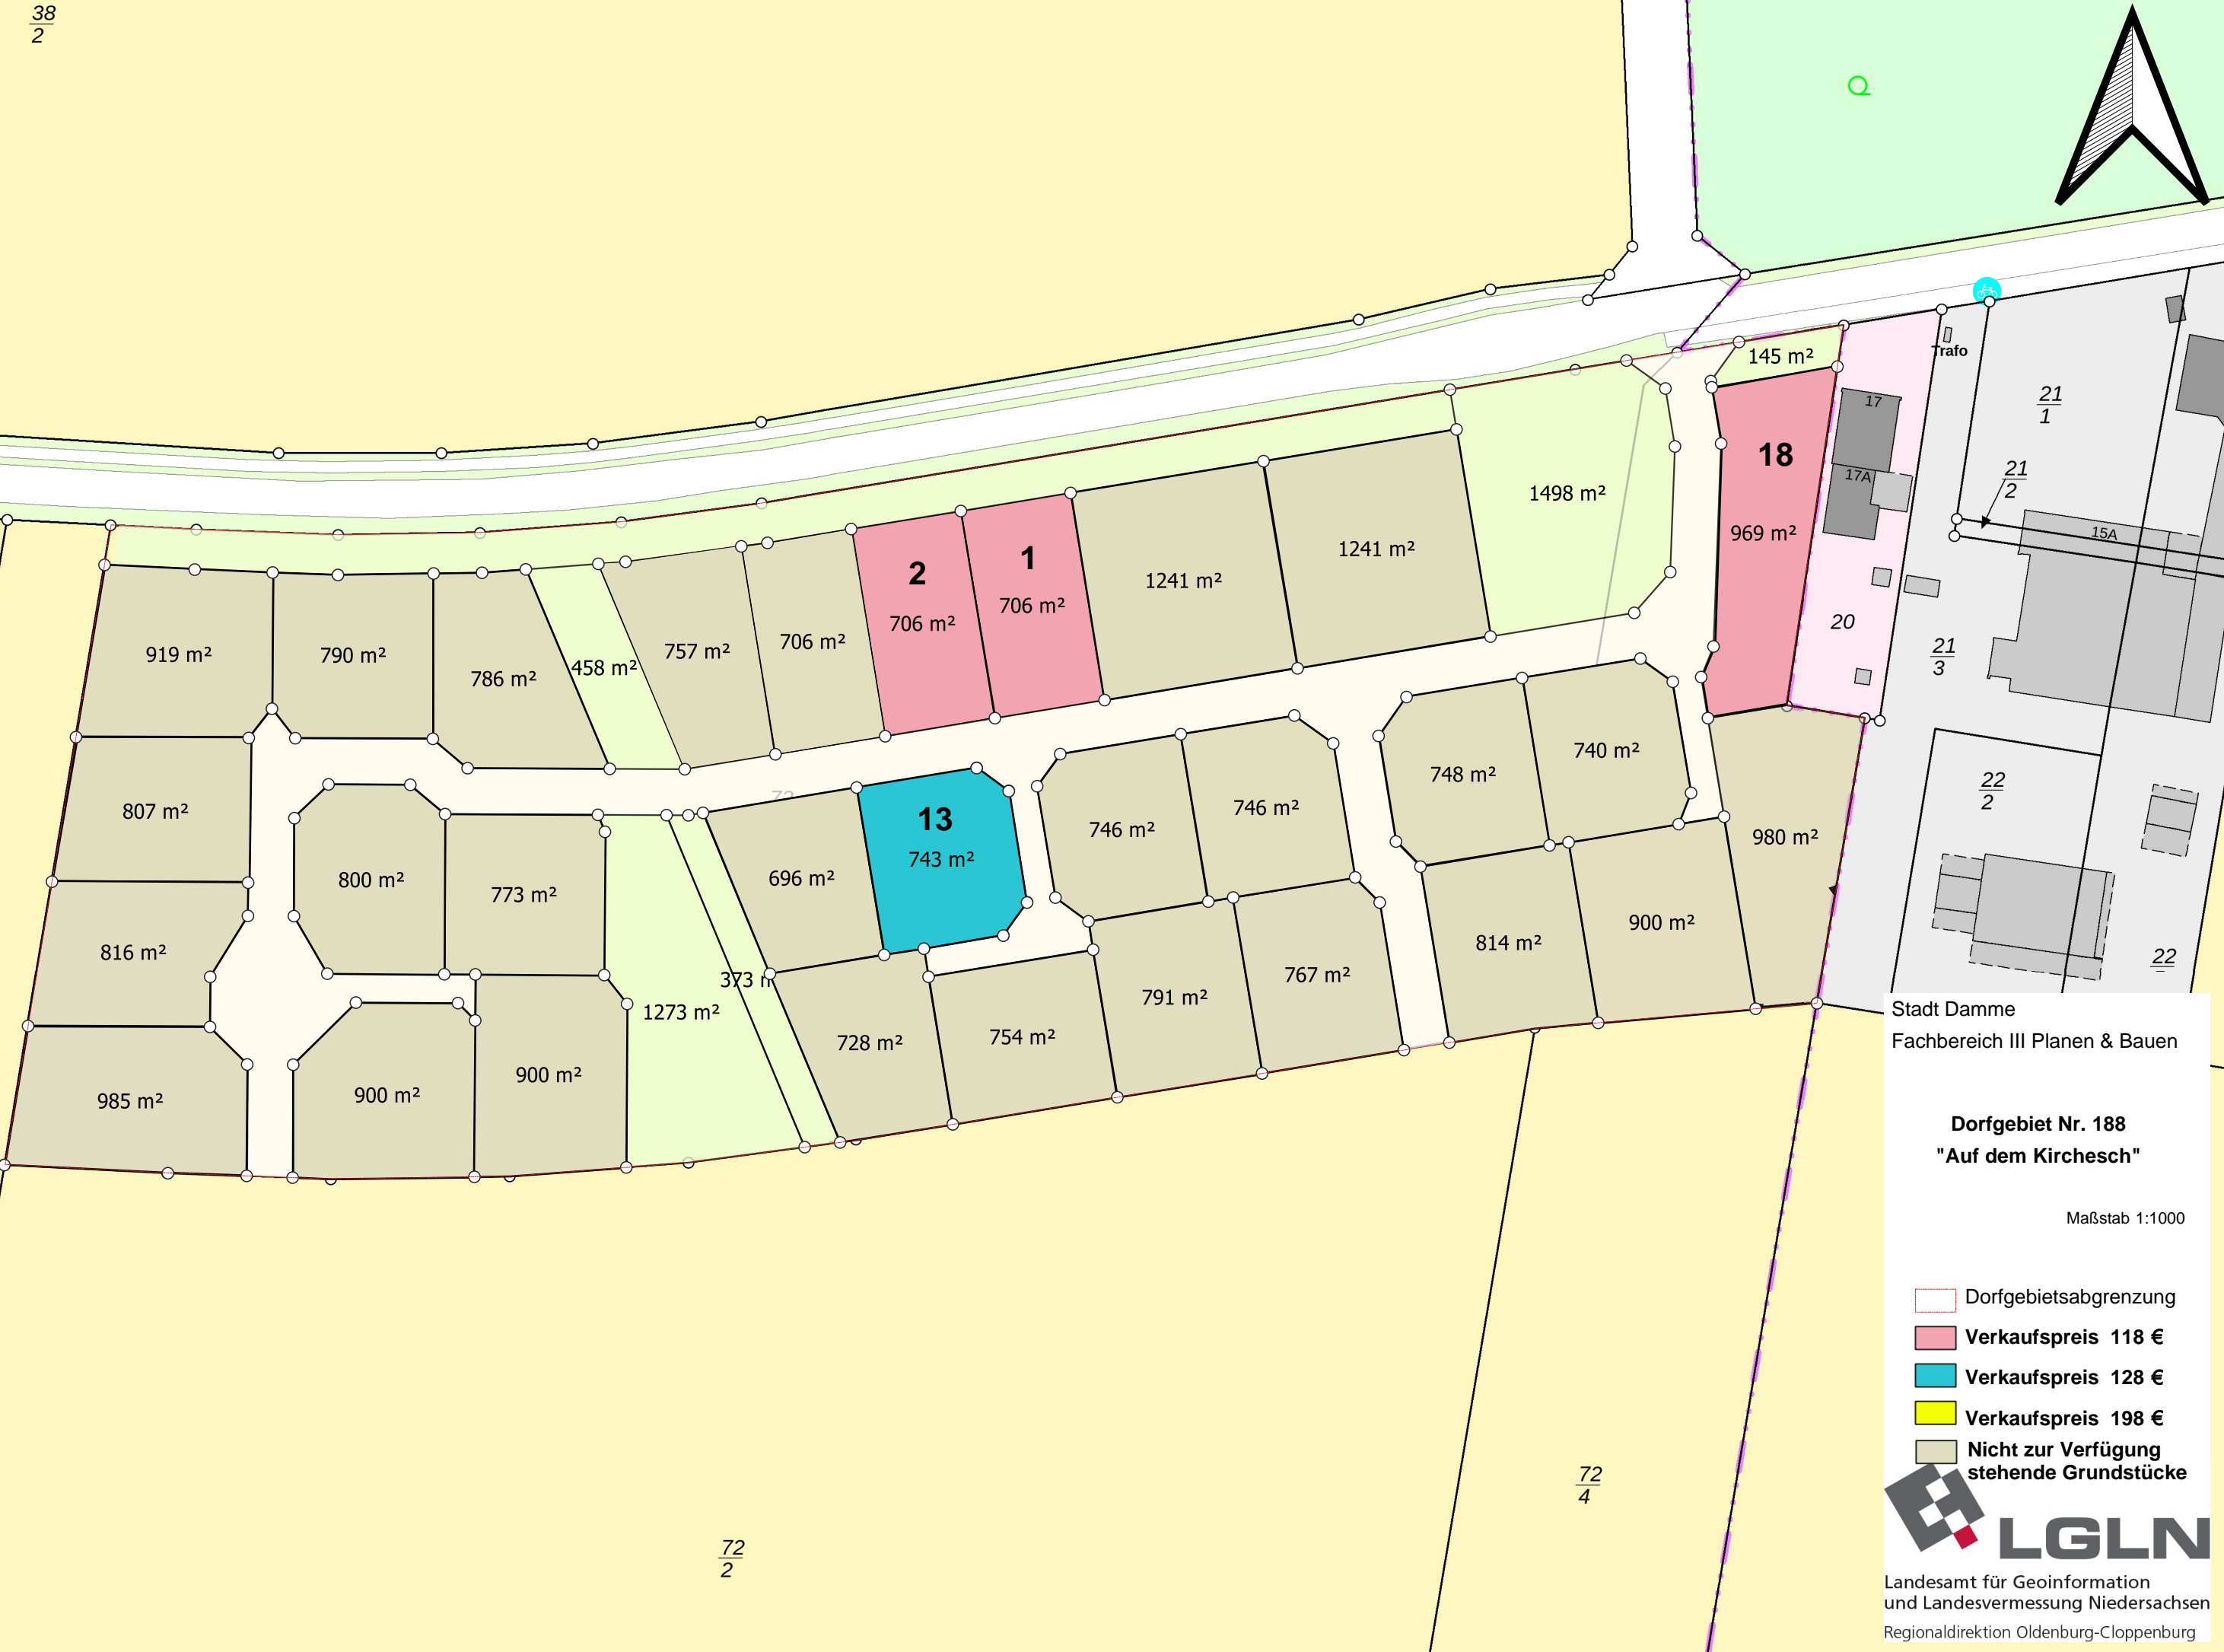 38
2
Trafo
145 m²
17
17A
18
969 m²
20
21
1
21
2
15A
21
3
22
2
22
1498 m²
1241 m²
1241 m²
1
706 m²
2
706 m²
706 m²
757 m²
458 m²
786 m²
790 m²
919 m²
807 m²
816 m²
985 m²
800 m²
773 m²
900 m²
900 m²
1273 m²
373 m
696 m²
13
743 m²
728 m²
754 m²
746 m²
746 m²
791 m²
767 m²
748 m²
740 m²
814 m²
900 m²
980 m²
72
72
2
72
4
Stadt Damme
Fachbereich III Planen & Bauen
Dorfgebiet Nr. 188
"Auf dem Kirchesch"
Maßstab 1:1000
Dorfgebietsabgrenzung
Verkaufspreis 118 €
Verkaufspreis 128 €
Verkaufspreis 198 €
Nicht zur Verfügung
stehende Grundstücke
LGLN
Landesamt für Geoinformation
und Landesvermessung Niedersachsen
Regionaldirektion Oldenburg-Cloppenburg